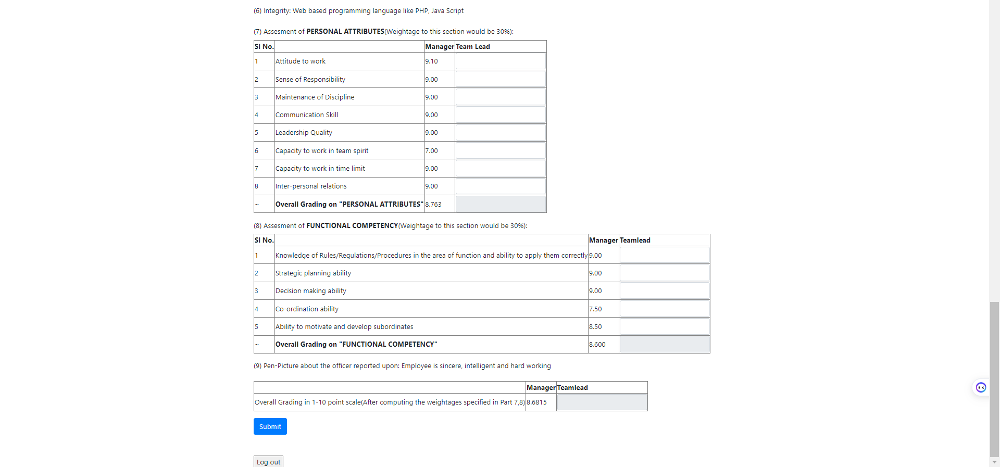 (6) Integrity: Web based programming language like PHP, Java Script
(7) Assesment of PERSONAL ATTRIBUTES(Weightage to this section would be 30%):
Sl No. Manager Team Lead
1 Attitude to work 9.10
2 Sense of Responsibility 9.00
3 Maintenance of Discipline 9.00
4 Communication Skill 9.00
5 Leadership Quality 9.00
6 Capacity to work in team spirit 7.00
7 Capacity to work in time limit 9.00
8 Inter-personal relations 9.00
~ Overall Grading on "PERSONAL ATTRIBUTES" 8.763
(8) Assesment of FUNCTIONAL COMPETENCY(Weightage to this section would be 30%):
Sl No. Manager Teamlead
1 Knowledge of Rules/Regulations/Procedures in the area of function and ability to apply them correctly 9.00
2 Strategic planning ability 9.00
3 Decision making ability 9.00
4 Co-ordination ability 7.50
5 Ability to motivate and develop subordinates 8.50
~ Overall Grading on "FUNCTIONAL COMPETENCY" 8.600
(9) Pen-Picture about the officer reported upon: Employee is sincere, intelligent and hard working
Manager Teamlead
Overall Grading in 1-10 point scale(After computing the weightages specified in Part 7,8) 8.6815
Submit
Log out